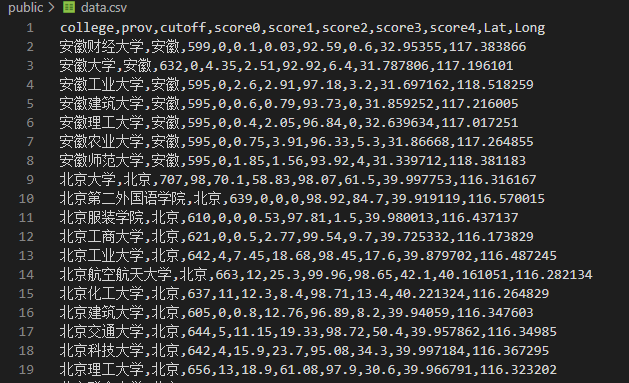 public > data.csv
1 college,prov,cutoff,score0,score1,score2,score3,score4,Lat,Long
2 安徽财经大学,安徽,599,0,0.1,0.03,92.59,0.6,32.95355,117.383866
3 安徽大学,安徽,632,0,4.35,2.51,92.92,6.4,31.787806,117.196101
4 安徽工业大学,安徽,595,0,2.6,2.91,97.18,3.2,31.697162,118.518259
5 安徽建筑大学,安徽,595,0,0.6,0.79,93.73,0,31.859252,117.216005
6 安徽理工大学,安徽,595,0,0.4,2.05,96.84,0,32.639634,117.017251
7 安徽农业大学,安徽,595,0,0.75,3.91,96.33,5.3,31.86668,117.264855
8 安徽师范大学,安徽,595,0,1.85,1.56,93.92,4,31.339712,118.381183
9 北京大学,北京,707,98,70.1,58.83,98.07,61.5,39.997753,116.316167
10 北京第二外国语学院,北京,639,0,0,0,98.92,84.7,39.919119,116.570015
11 北京服装学院,北京,610,0,0,0.53,97.81,1.5,39.980013,116.437137
12 北京工商大学,北京,621,0,0.5,2.77,99.54,9.7,39.725332,116.173829
13 北京工业大学,北京,642,4,7.45,18.68,98.45,17.6,39.879702,116.487245
14 北京航空航天大学,北京,663,12,25.3,99.96,98.65,42.1,40.161051,116.282134
15 北京化工大学,北京,637,11,12.3,8.4,98.71,13.4,40.221324,116.264829
16 北京建筑大学,北京,605,0,0.8,12.76,96.89,8.2,39.94059,116.347603
17 北京交通大学,北京,644,5,11.15,19.33,98.72,50.4,39.957862,116.34985
18 北京科技大学,北京,642,4,15.9,23.7,95.08,34.3,39.997184,116.367295
19 北京理工大学,北京,656,13,18.9,61.08,97.9,30.6,39.966791,116.323202